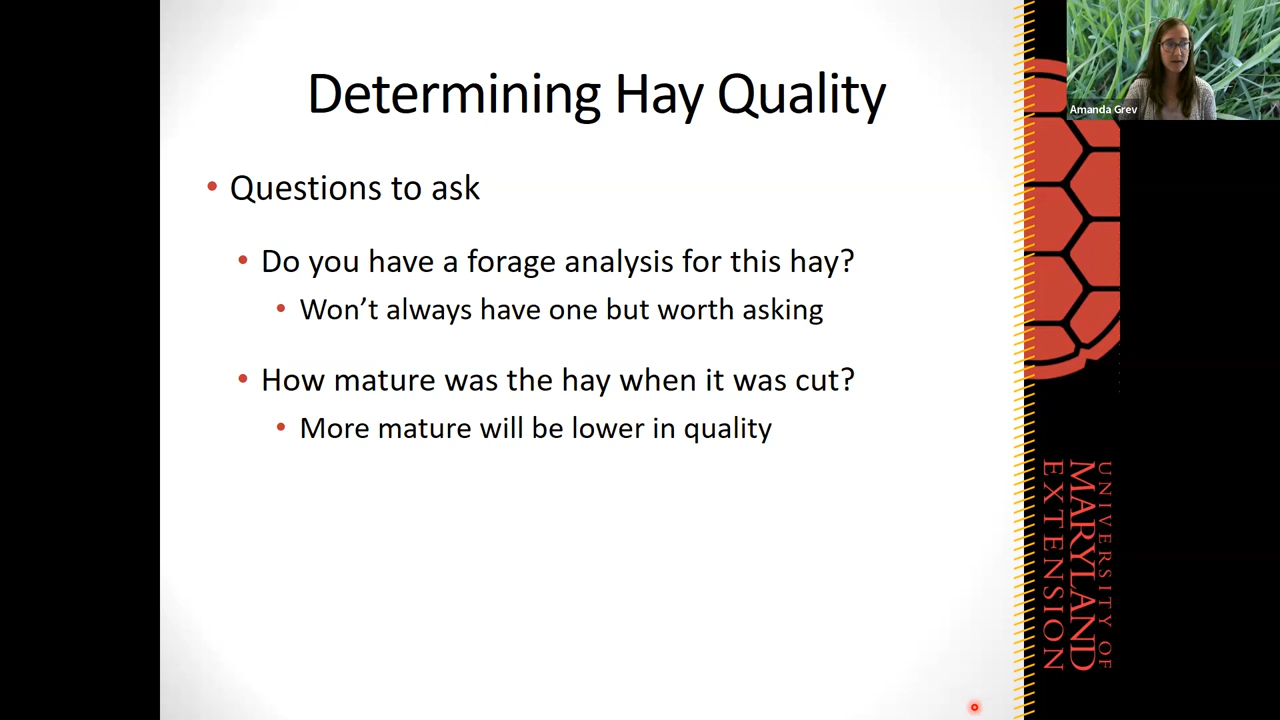 Determining Hay Quality
Amanda Grev
• Questions to ask
• Do you have a forage analysis for this hay?
• Won't always have one but worth asking
• How mature was the hay when it was cut?
• More mature will be lower in quality
UNIVERSITY OF
MARYLAND
EXTENSION